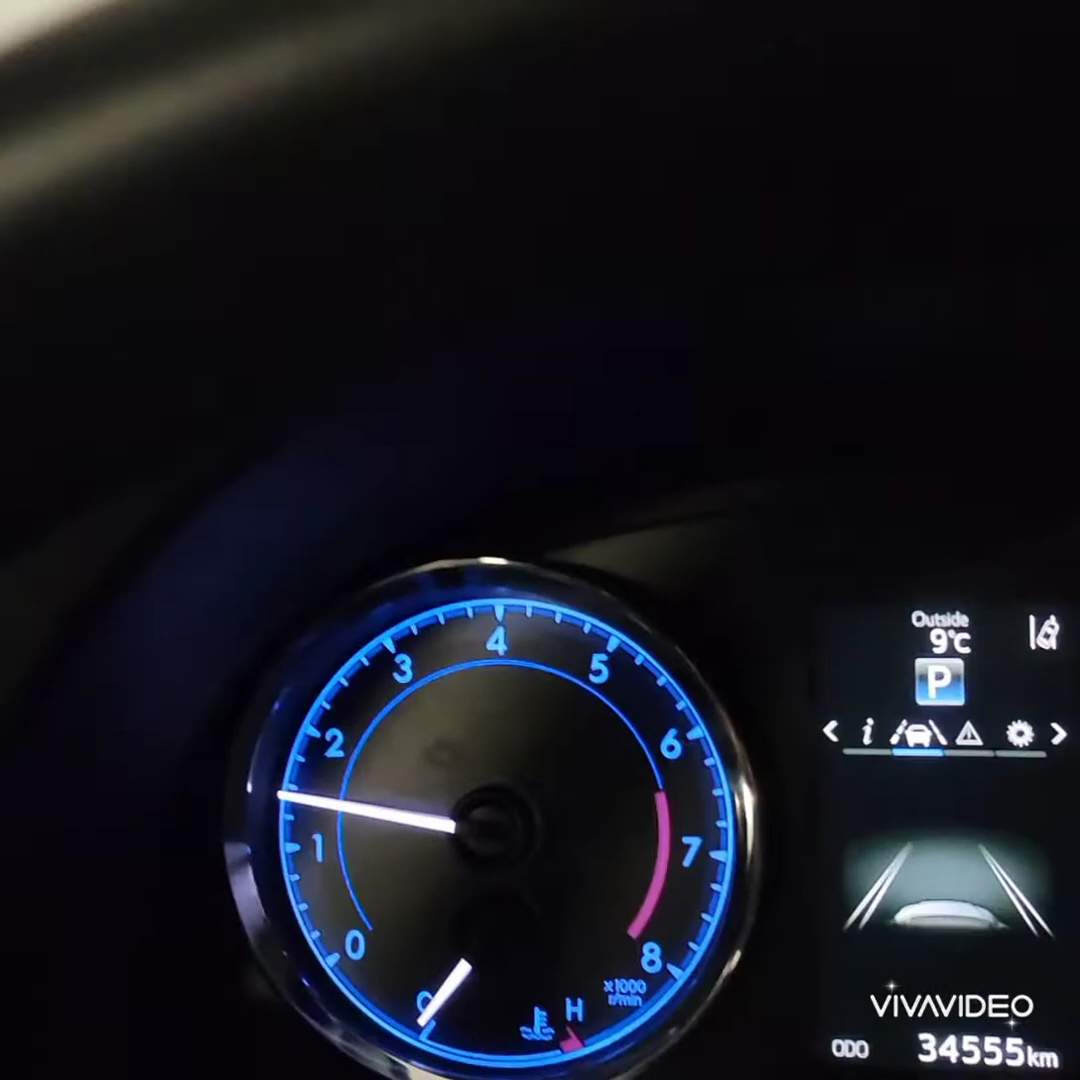 Outside
9°C
P
4
3
5
2
6
1
7
0
8
C
H
x1000
r/min
VIVAVIDEO
ODO 34555km